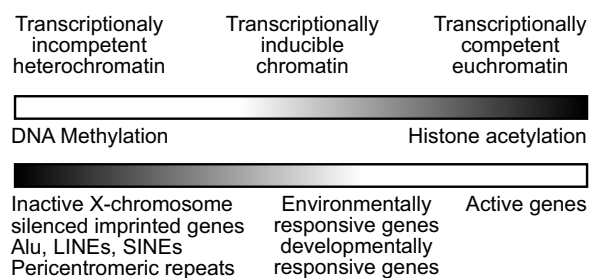 Transcriptionaly
incompetent
heterochromatin
Transcriptionally
inducible
chromatin
Transcriptionally
competent
euchromatin
DNA Methylation
Histone acetylation
Inactive X-chromosome
silenced imprinted genes
Alu, LINEs, SINEs
Pericentromeric repeats
Environmentally
responsive genes
developmentally
responsive genes
Active genes